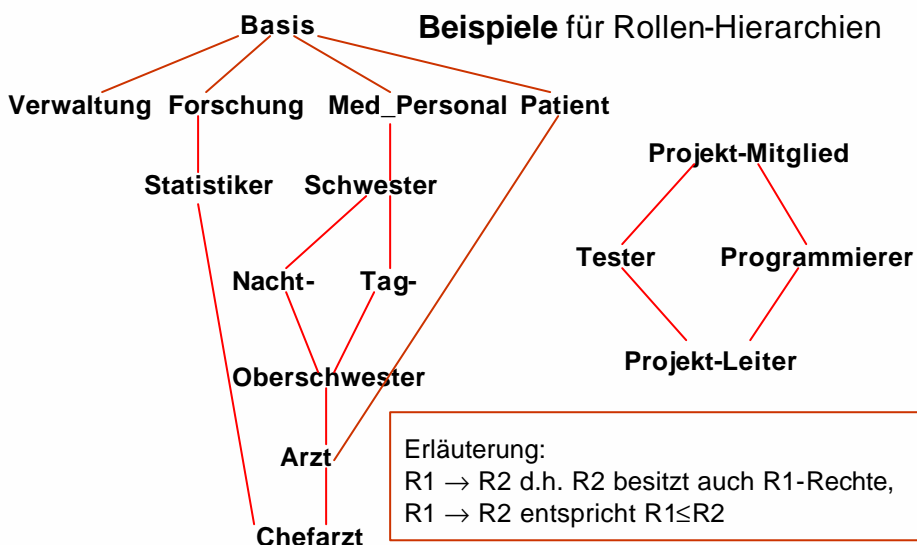 Beispiele für Rollen-Hierarchien
Basis
Verwaltung Forschung Med_Personal Patient
Statistiker Schwester
Nacht- Tag-
Oberschwester
Arzt
Chefarzt
Projekt-Mitglied
Tester Programmierer
Projekt-Leiter
Erläuterung:
R1 → R2 d.h. R2 besitzt auch R1-Rechte,
R1 → R2 entspricht R1≤R2